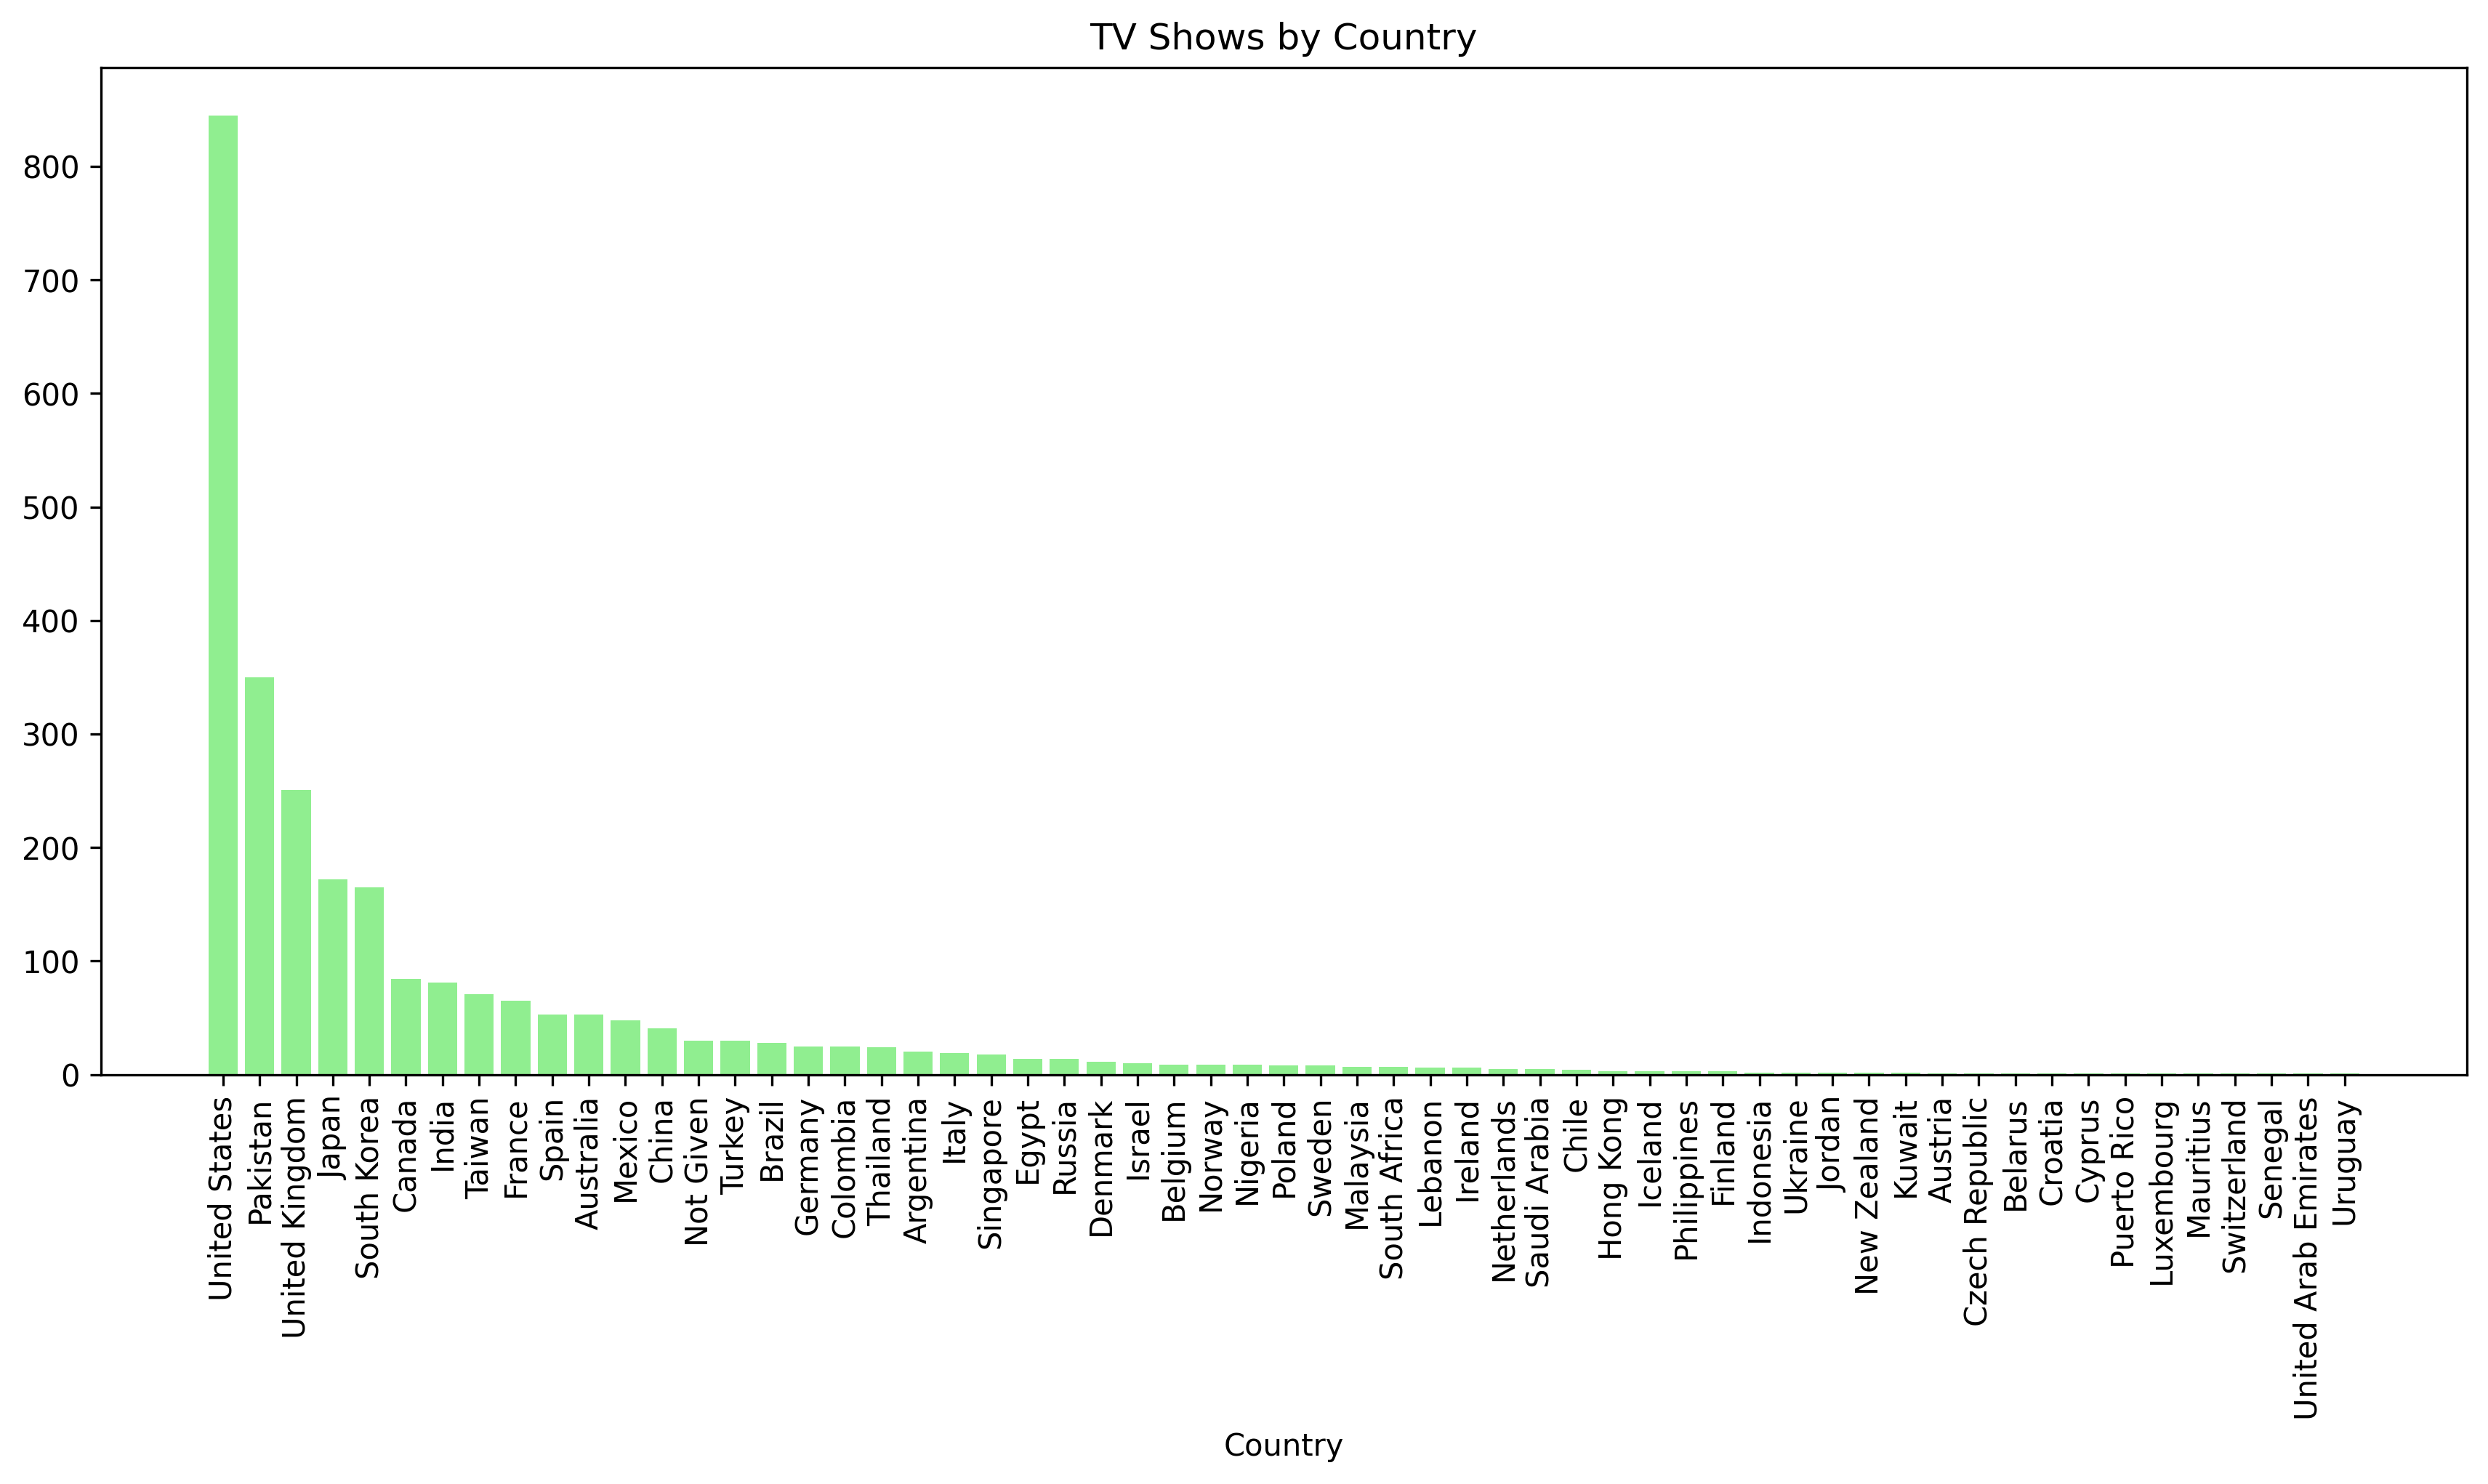 TV Shows by Country
800
700
600
500
400
300
200
100
0
United States
Pakistan
United Kingdom
Japan
South Korea
Canada
India
Taiwan
France
Spain
Australia
Mexico
China
Not Given
Turkey
Brazil
Germany
Colombia
Thailand
Argentina
Italy
Singapore
Egypt
Russia
Denmark
Israel
Belgium
Norway
Nigeria
Poland
Sweden
Malaysia
South Africa
Lebanon
Ireland
Netherlands
Saudi Arabia
Chile
Hong Kong
Iceland
Philippines
Finland
Indonesia
Ukraine
Jordan
New Zealand
Kuwait
Austria
Czech Republic
Belarus
Croatia
Cyprus
Puerto Rico
Luxembourg
Mauritius
Switzerland
Senegal
United Arab Emirates
Uruguay
Country